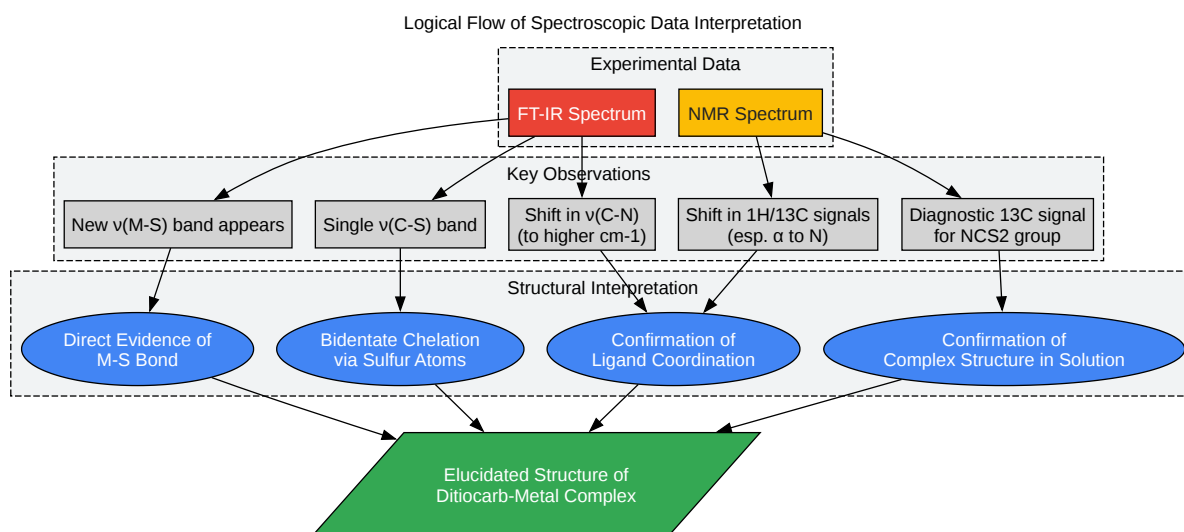 Logical Flow of Spectroscopic Data Interpretation
Experimental Data
FT-IR Spectrum
NMR Spectrum
Key Observations
New ν(M-S) band appears
Single ν(C-S) band
Shift in ν(C-N)
(to higher cm-1)
Shift in 1H/13C signals
(esp. α to N)
Diagnostic 13C signal
for NCS2 group
Structural Interpretation
Direct Evidence of
M-S Bond
Bidentate Chelation
via Sulfur Atoms
Confirmation of
Ligand Coordination
Confirmation of
Complex Structure in Solution
Elucidated Structure of
Ditiocarb-Metal Complex